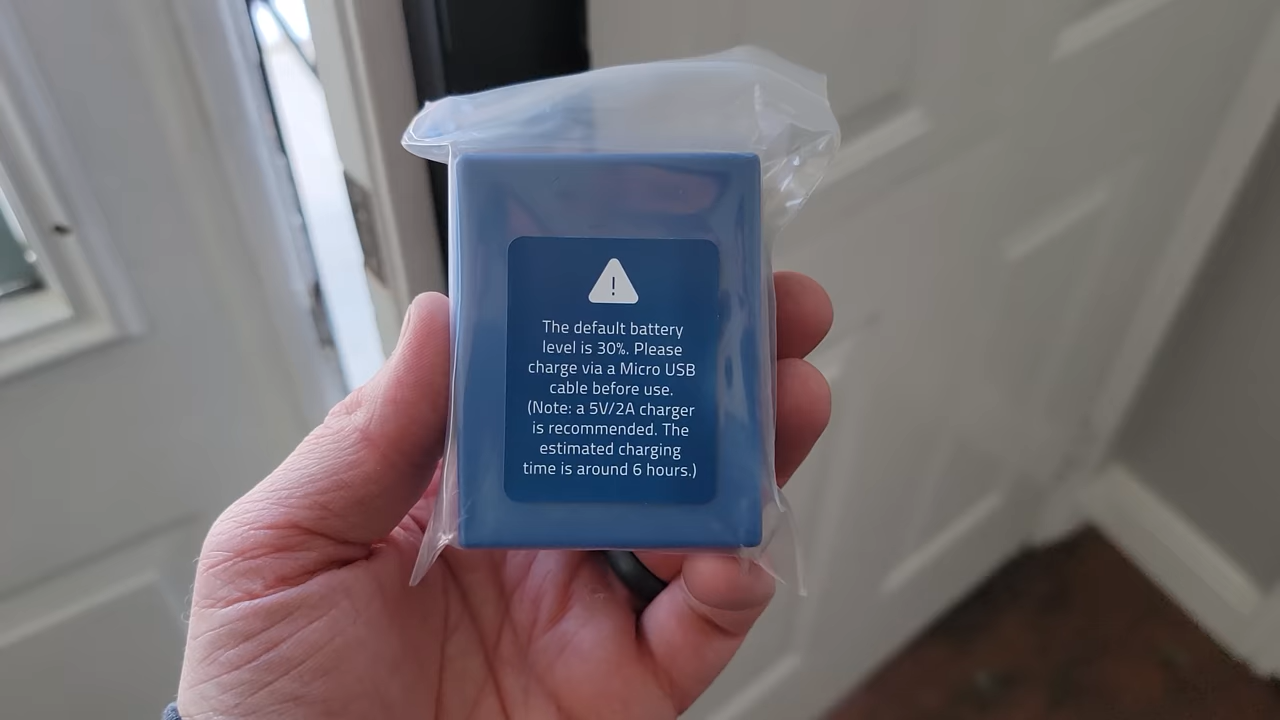 !
The default battery
level is 30%. Please
charge via a Micro USB
cable before use.
(Note: a 5V/2A charger
is recommended. The
estimated charging
time is around 6 hours.)